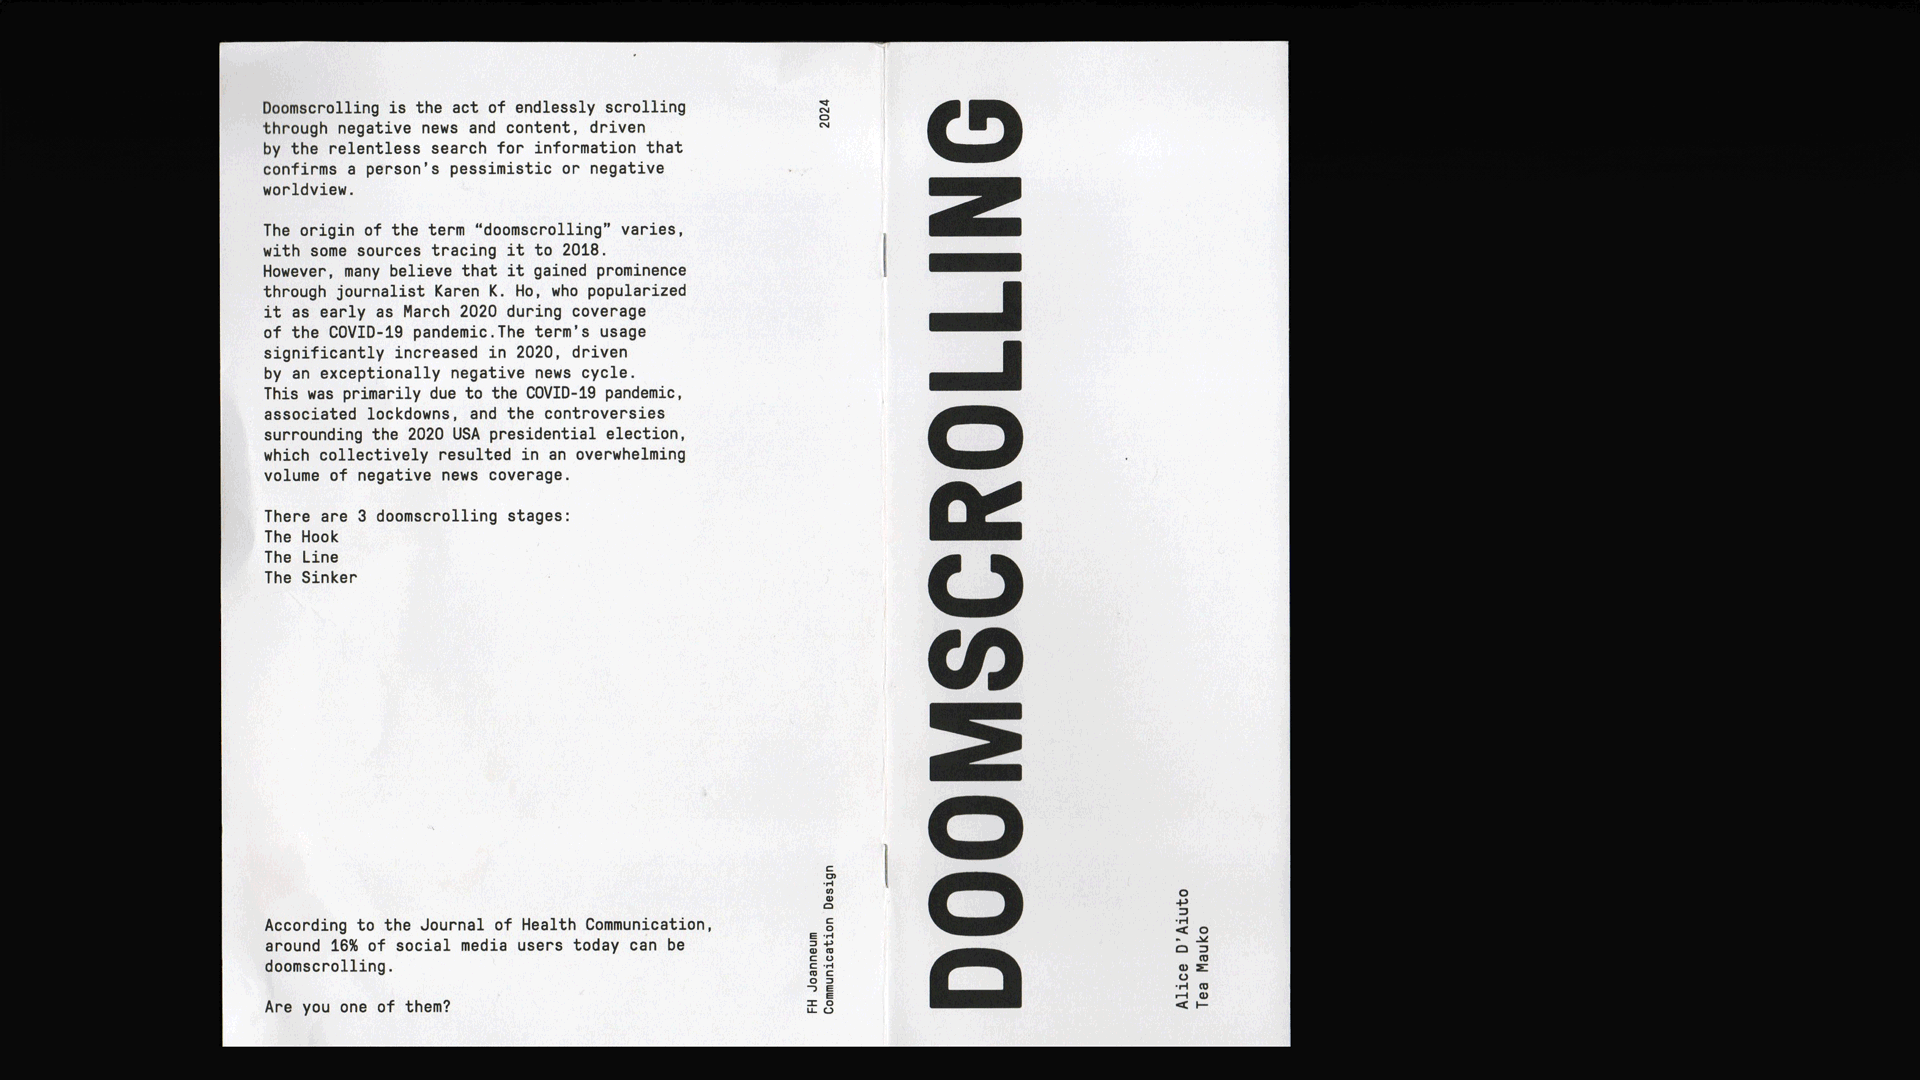 Doomscrolling is the act of endlessly scrolling
through negative news and content, driven
by the relentless search for information that
confirms a person's pessimistic or negative
worldview.
The origin of the term “doomscrolling” varies,
with some sources tracing it to 2018.
However, many believe that it gained prominence
through journalist Karen K. Ho, who popularized
it as early as March 2020 during coverage
of the COVID-19 pandemic.The term's usage
significantly increased in 2020, driven
by an exceptionally negative news cycle.
This was primarily due to the COVID-19 pandemic,
associated lockdowns, and the controversies
surrounding the 2020 USA presidential election,
which collectively resulted in an overwhelming
volume of negative news coverage.
There are 3 doomscrolling stages:
The Hook
The Line
The Sinker
According to the Journal of Health Communication,
around 16% of social media users today can be
doomscrolling.
Are you one of them?
2024
FH Joanneum
Communication Design
DOOMSCROLLING
Alice D'Aiuto
Tea Mauko